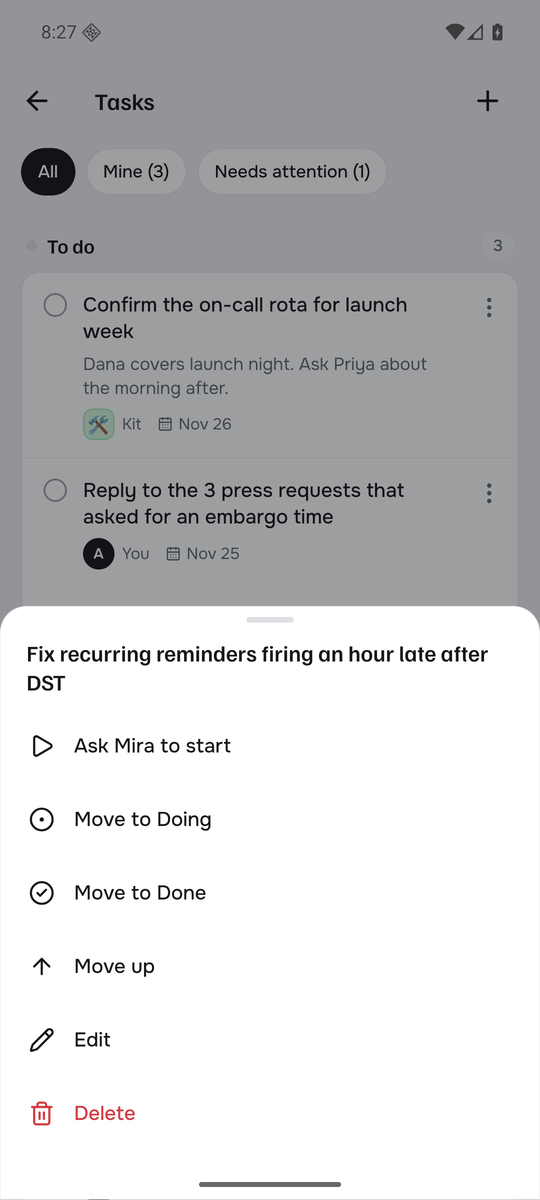 8:27
Tasks
All
Mine (3)
Needs attention (1)
To do
3
Confirm the on-call rota for launch
week
Dana covers launch night. Ask Priya about
the morning after.
Kit
Nov 26
Reply to the 3 press requests that
asked for an embargo time
A
You
Nov 25
Fix recurring reminders firing an hour late after
DST
Ask Mira to start
Move to Doing
Move to Done
Move up
Edit
Delete